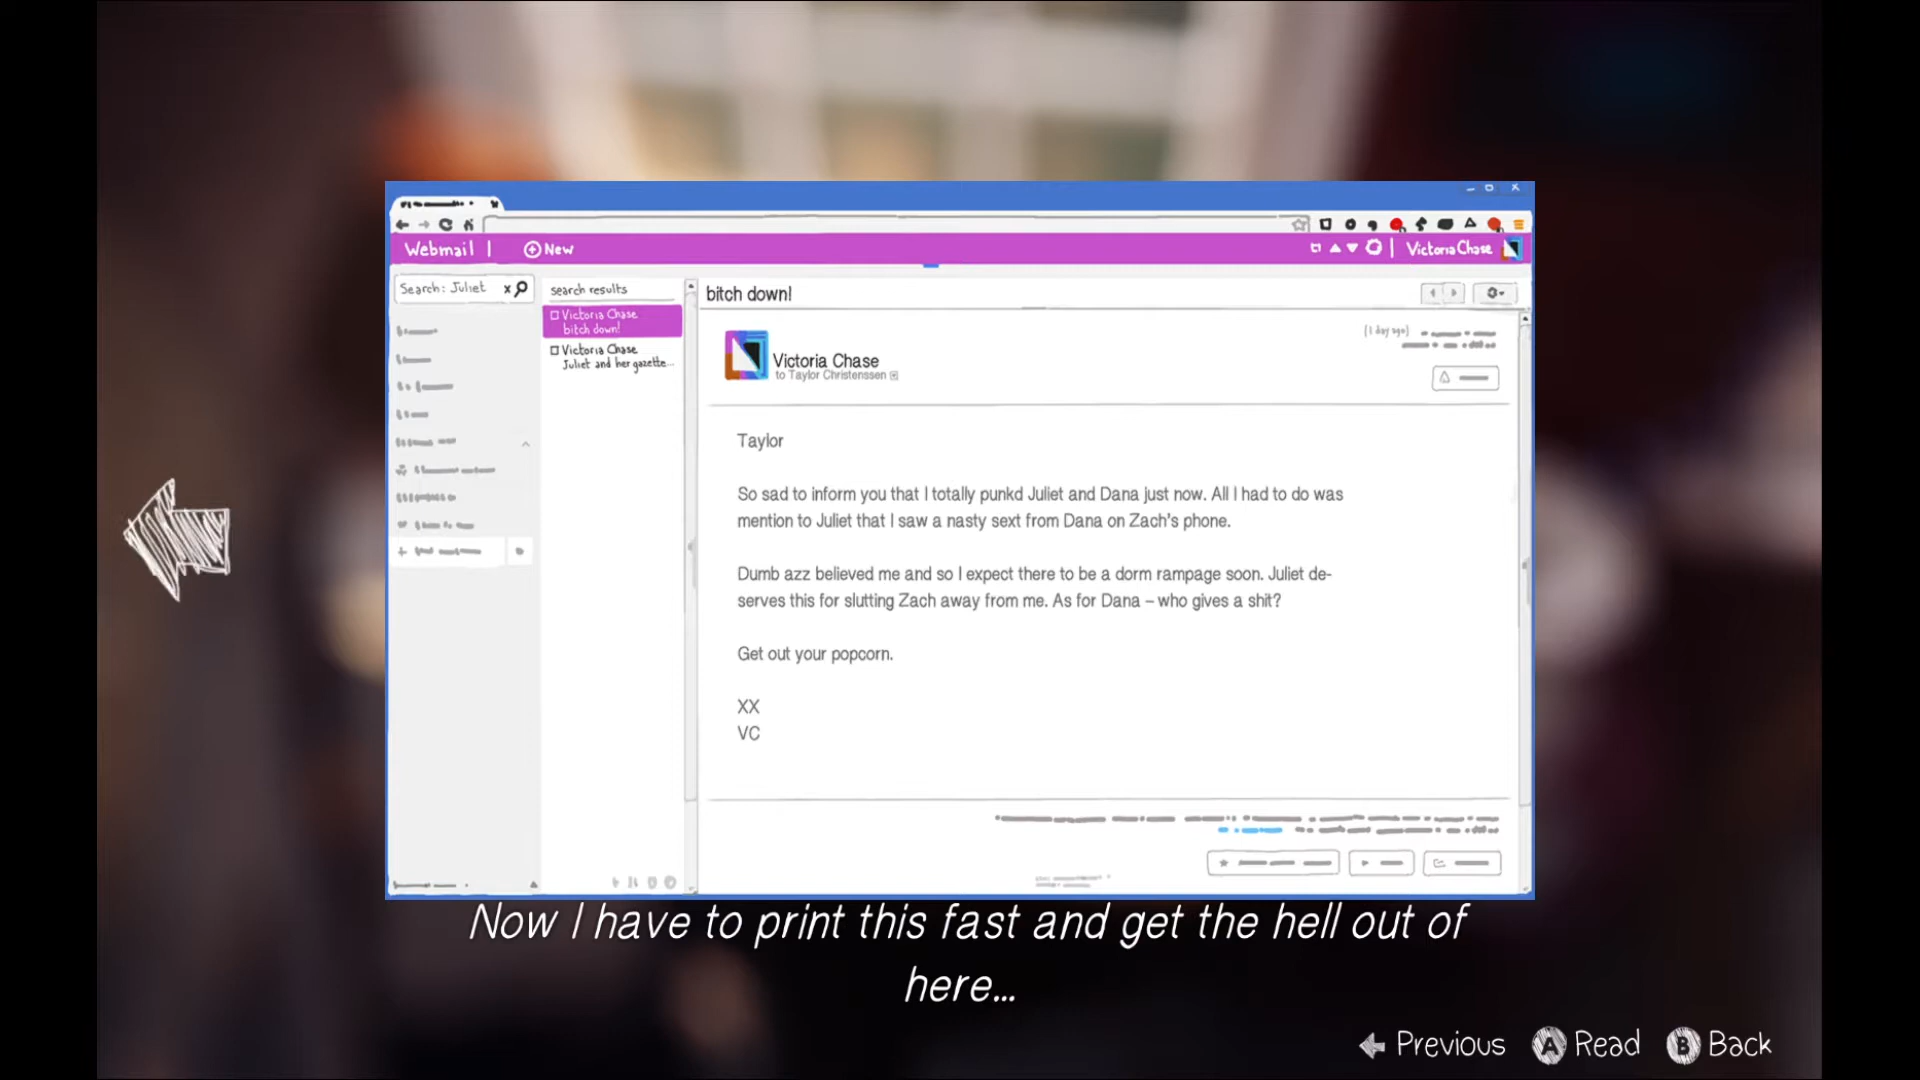 Webmail | New
Victoria Chase
Search: Juliet x
search results
Victoria Chase
bitch down!
Victoria Chase
Juliet and her gazette...
bitch down!
(1 day ago)
Victoria Chase
to Taylor Christenssen
Taylor
So sad to inform you that I totally punkd Juliet and Dana just now. All I had to do was
mention to Juliet that I saw a nasty sext from Dana on Zach's phone.
Dumb azz believed me and so I expect there to be a dorm rampage soon. Juliet de-
serves this for slutting Zach away from me. As for Dana – who gives a shit?
Get out your popcorn.
XX
VC
Now I have to print this fast and get the hell out of
here...
Previous A Read B Back